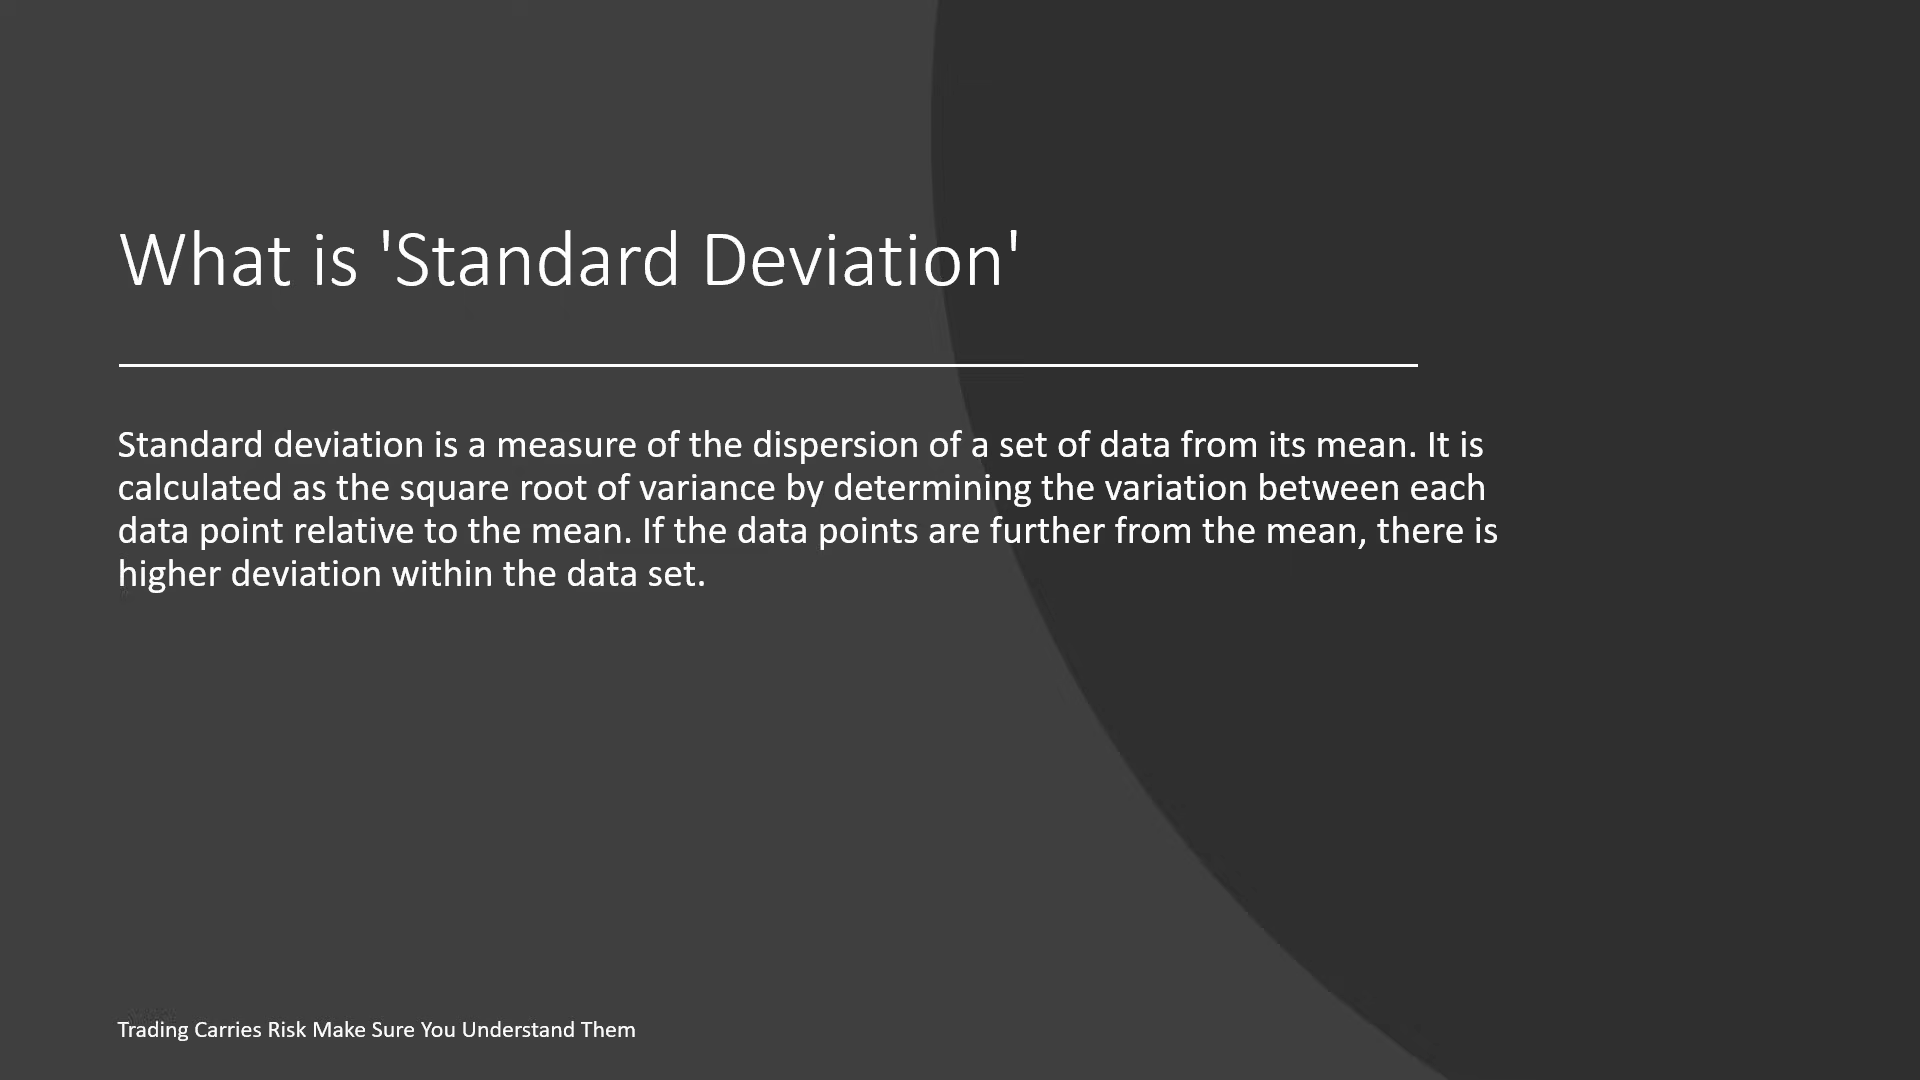 What is 'Standard Deviation'
Standard deviation is a measure of the dispersion of a set of data from its mean. It is
calculated as the square root of variance by determining the variation between each
data point relative to the mean. If the data points are further from the mean, there is
higher deviation within the data set.
Trading Carries Risk Make Sure You Understand Them